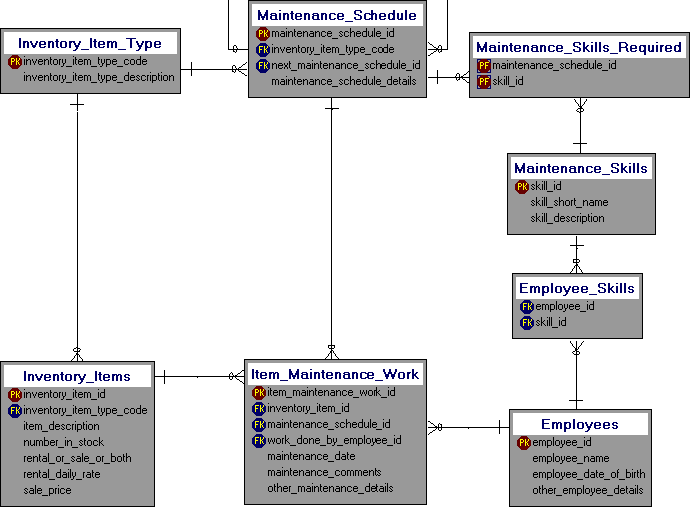 Inventory_Item_Type
PK inventory_item_type_code
inventory_item_type_description
Maintenance_Schedule
PK maintenance_schedule_id
FK inventory_item_type_code
FK next_maintenance_schedule_id
maintenance_schedule_details
Maintenance_Skills_Required
PF maintenance_schedule_id
PF skill_id
Maintenance_Skills
PK skill_id
skill_short_name
skill_description
Employee_Skills
FK employee_id
FK skill_id
Inventory_Items
PK inventory_item_id
FK inventory_item_type_code
item_description
number_in_stock
rental_or_sale_or_both
rental_daily_rate
sale_price
Item_Maintenance_Work
PK item_maintenance_work_id
FK inventory_item_id
FK maintenance_schedule_id
FK work_done_by_employee_id
maintenance_date
maintenance_comments
other_maintenance_details
Employees
PK employee_id
employee_name
employee_date_of_birth
other_employee_details